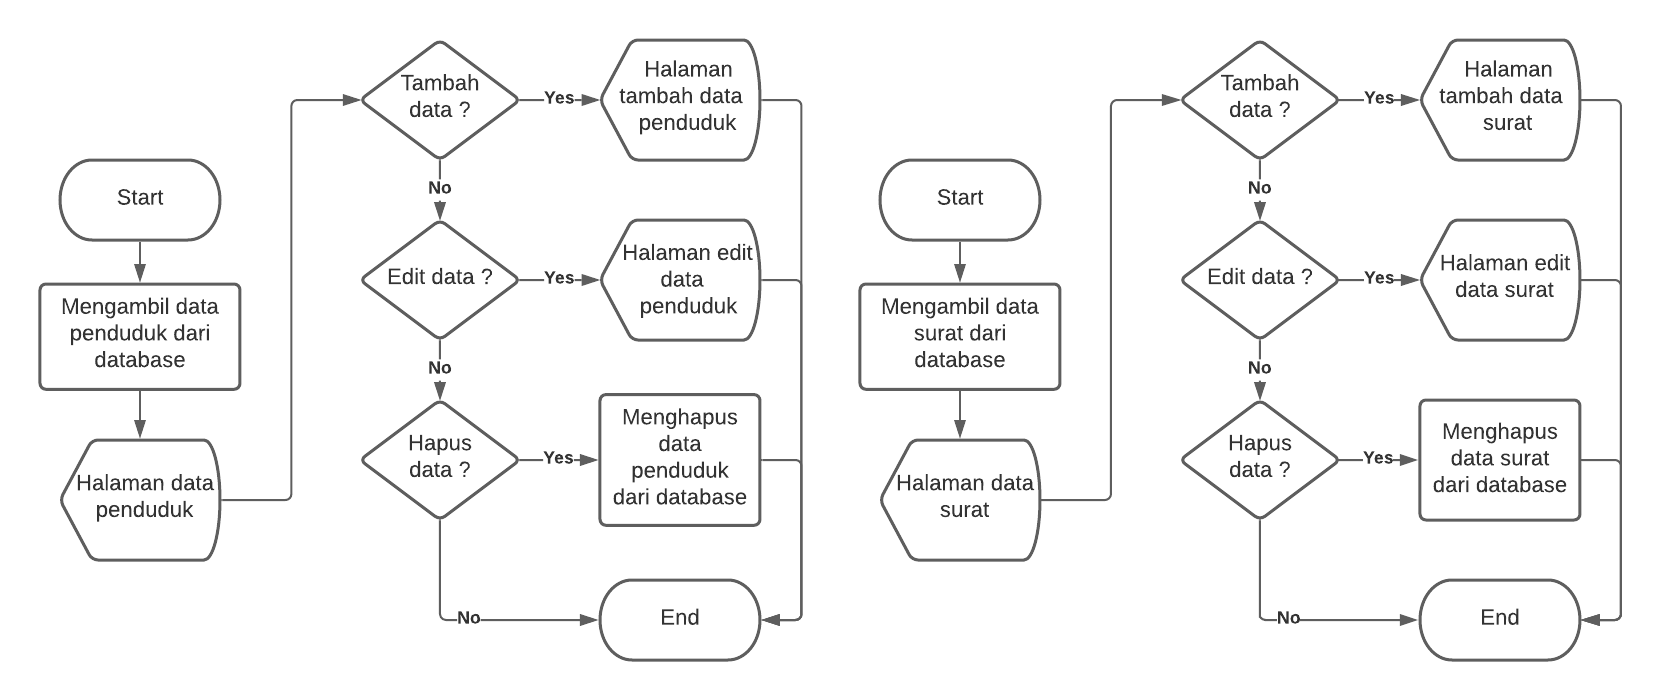 Start
Mengambil data
penduduk dari
database
Halaman data
penduduk
Tambah
data ?
Yes
Halaman
tambah data
penduduk
No
Edit data ?
Yes
Halaman edit
data
penduduk
No
Hapus
data ?
Yes
Menghapus
data
penduduk
dari database
No
End
Start
Mengambil data
surat dari
database
Halaman data
surat
Tambah
data ?
Yes
Halaman
tambah data
surat
No
Edit data ?
Yes
Halaman edit
data surat
No
Hapus
data ?
Yes
Menghapus
data surat
dari database
No
End